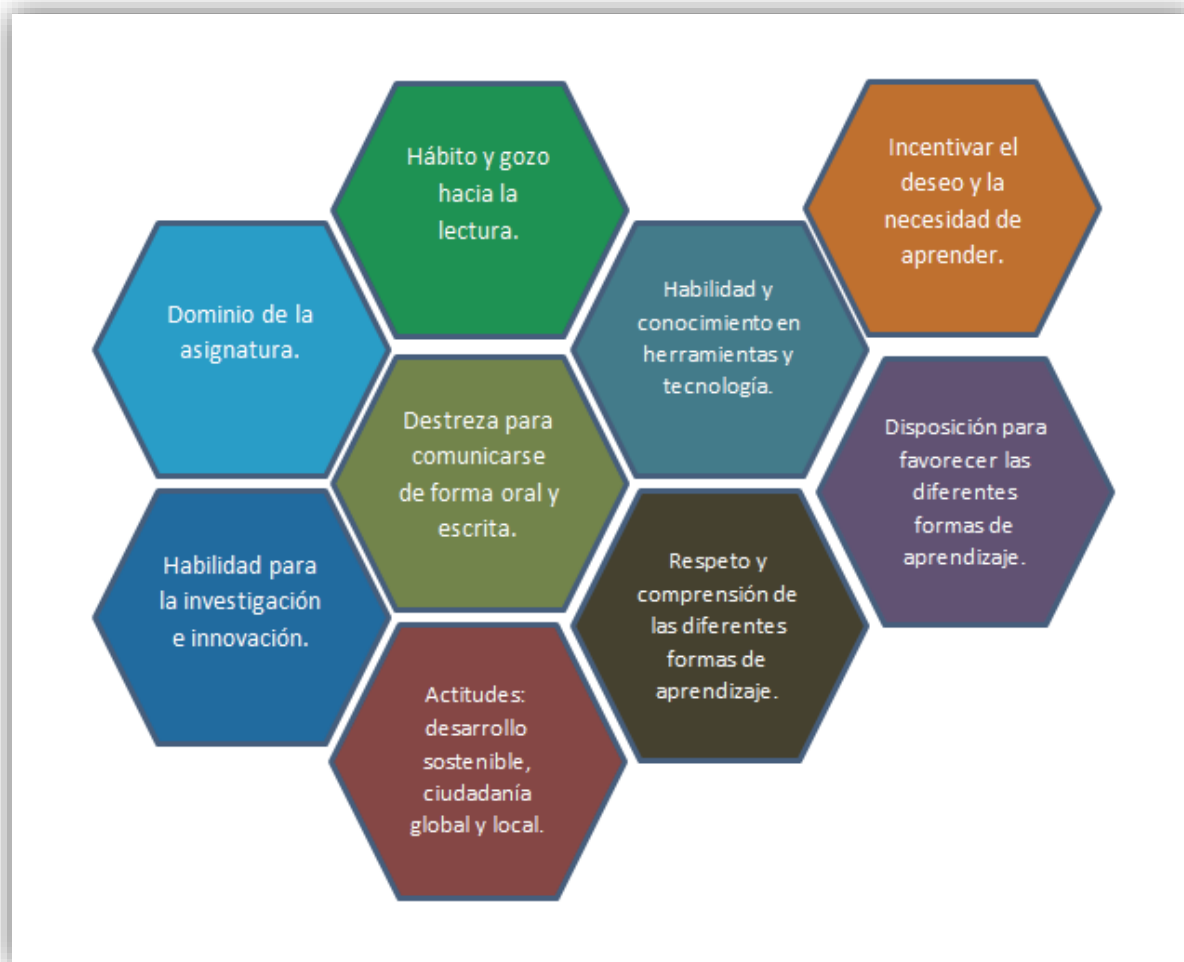 Hábito y gozo
hacia la
lectura.
Incentivar el
deseo y la
necesidad de
aprender.
Dominio de la
asignatura.
Habilidad y
conocimiento en
herramientas y
tecnología.
Destreza para
comunicarse
de forma oral y
escrita.
Disposición para
favorecer las
diferentes
formas de
aprendizaje.
Habilidad para
la investigación
e innovación.
Respeto y
comprensión de
las diferentes
formas de
aprendizaje.
Actitudes:
desarrollo
sostenible,
ciudadanía
global y local.